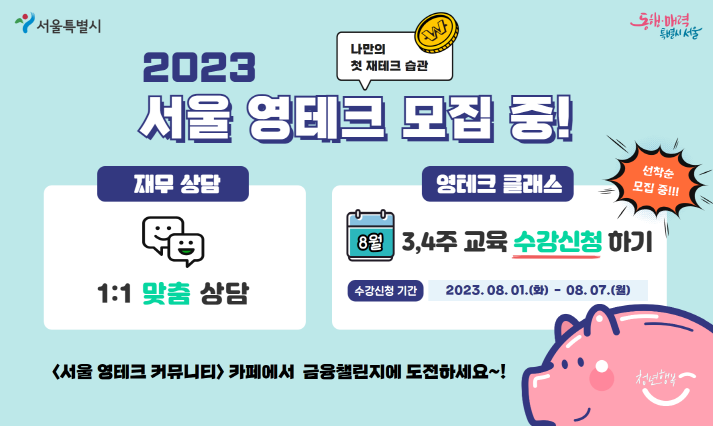 서울특별시
동행·매력
특별시 서울
나만의
첫 재테크 습관
2023
서울 영테크 모집 중!
재무 상담
1:1 맞춤 상담
영테크 클래스
선착순
모집 중!!!
8월
3,4주 교육 수강신청 하기
수강신청 기간
2023. 08. 01.(화) - 08. 07.(월)
<서울 영테크 커뮤니티> 카페에서 금융챌린지에 도전하세요~!
청년행복